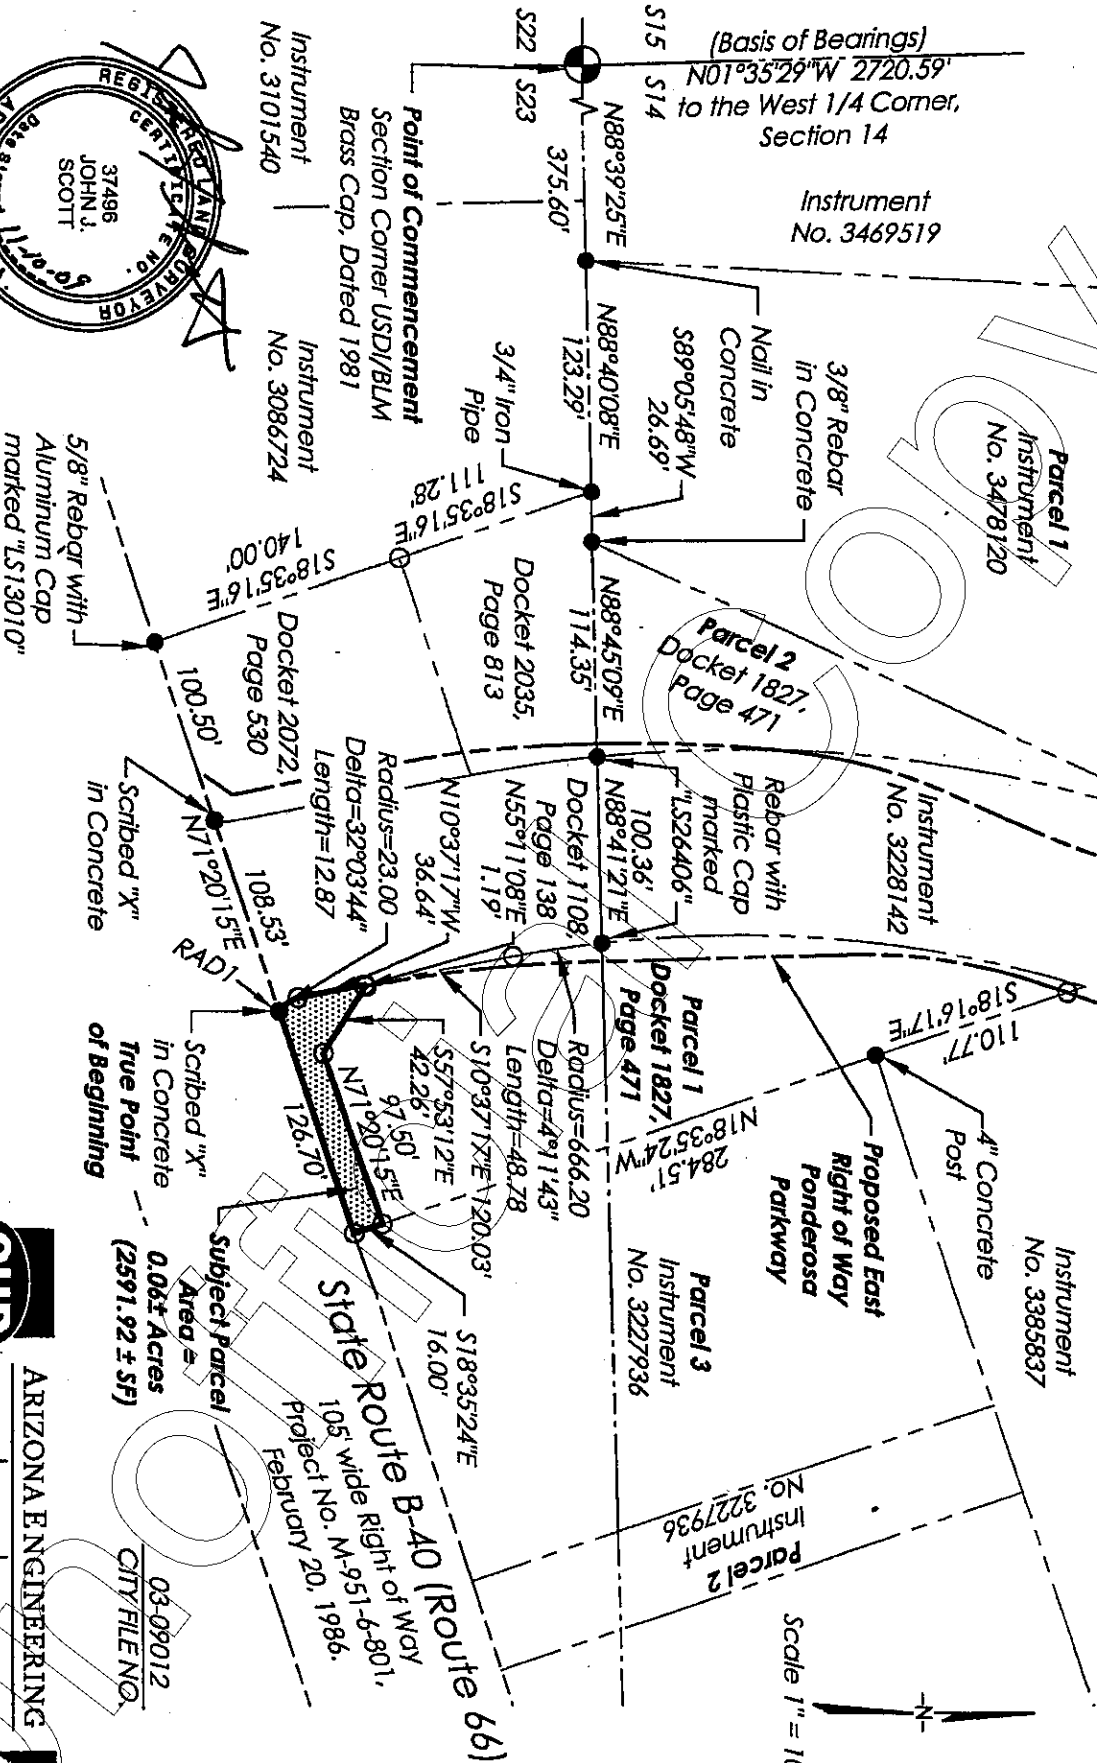 (Basis of Bearings)
N01°35'29"W 2720.59'
to the West 1/4 Corner,
Section 14
S15 S14
S22 S23
Instrument
No. 3469519
Parcel 1
Instrument
No. 3478120
N88°39'25"E
375.60'
N88°40'08"E
123.29'
Nail in
Concrete
S89°05'48"W
26.69'
3/8" Rebar
in Concrete
Point of Commencement
Section Corner USDI/BLM
Brass Cap, Dated 1981
Instrument
No. 3101540
Instrument
No. 3086724
3/4" Iron
Pipe
S18°35'16"E
111.28'
S18°35'16"E
140.00'
N88°45'09"E
114.35'
Parcel 2
Docket 1827,
Page 471
Docket 2035,
Page 813
Docket 2072,
Page 530
5/8" Rebar with
Aluminum Cap
marked "LS13010"
100.50'
Scribed "X"
in Concrete
N71°20'15"E
108.53'
RAD1
Rebar with
Plastic Cap
marked
"LS26406"
Instrument
No. 3228142
N88°41'21"E
100.36'
Docket 1108,
Page 138
N55°11'08"E
1.19'
N10°37'17"W
36.64'
Radius=23.00
Delta=32°03'44"
Length=12.87
Parcel 1
Docket 1827,
Page 471
Radius=666.20
Delta=4°11'43"
Length=48.78
S10°37'17"E 120.03'
S57°53'12"E
42.26'
N71°20'15"E
97.50'
126.70'
Scribed "X"
in Concrete
True Point
of Beginning
S18°16'17"E
110.77'
4" Concrete
Post
Proposed East
Right of Way
Ponderosa
Parkway
N18°35'24"W
284.51'
Instrument
No. 3385837
Parcel 3
Instrument
No. 3227936
S18°35'24"E
16.00'
Parcel 2
Instrument
No. 3227936
State Route B-40 (Route 66)
105' wide Right of Way
Project No. M-951-6-801,
February 20, 1986.
Subject Parcel
Area =
0.06± Acres
(2591.92 ± SF)
03-09012
CITY FILE NO.
Scale 1" =
N
REGISTERED LAND SURVEYOR
CERTIFICATE NO.
37496
JOHN J.
SCOTT
ARIZONA ENGINEERING